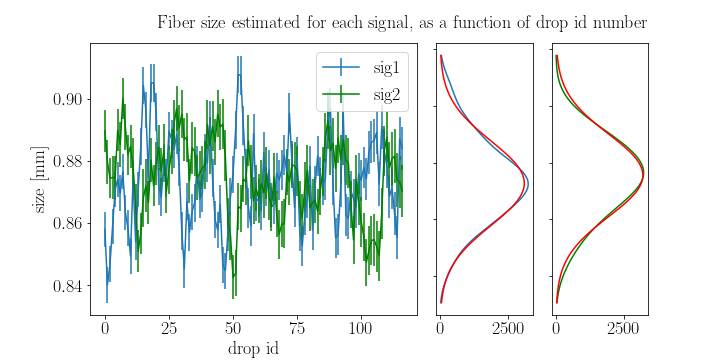 Fiber size estimated for each signal, as a function of drop id number
sig1
sig2
size [mm]
0.90
0.88
0.86
0.84
0 25 50 75 100
drop id
0 2500
0 2500